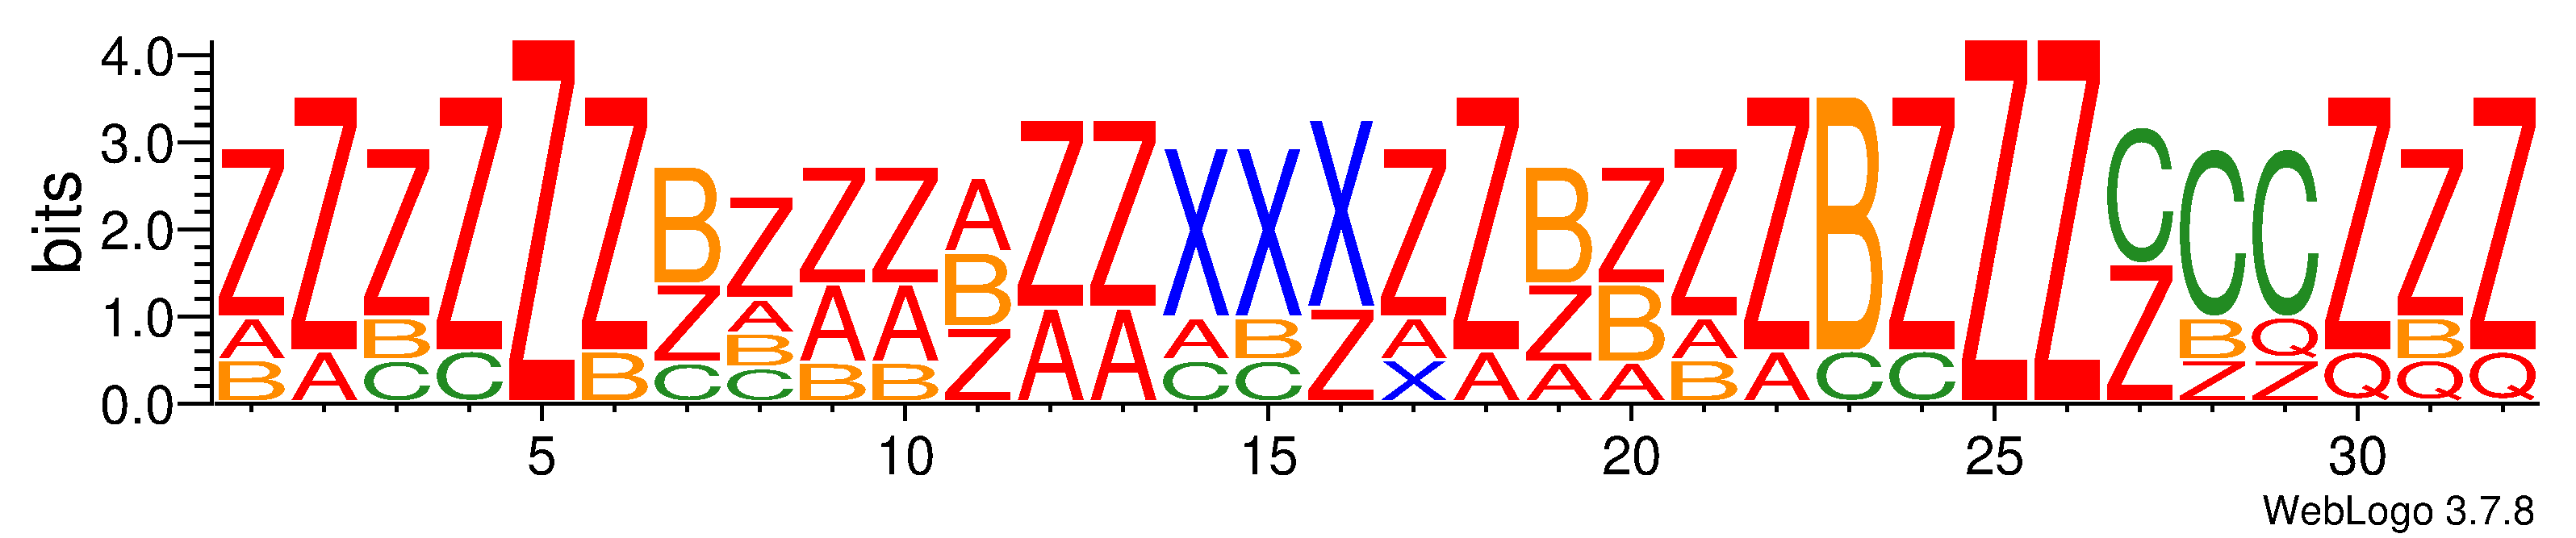 bits
4.0
3.0
2.0
1.0
0.0
Z Z Z Z Z Z B Z Z Z A Z Z X X X Z Z B Z Z Z B Z Z Z C C C Z Z Z
A A B C B Z A A A B A A A B Z A A Z B A A C C Z B Q Q B Q
B C C B B B Z C C X A A B Z Z Q
C
5 10 15 20 25 30
WebLogo 3.7.8